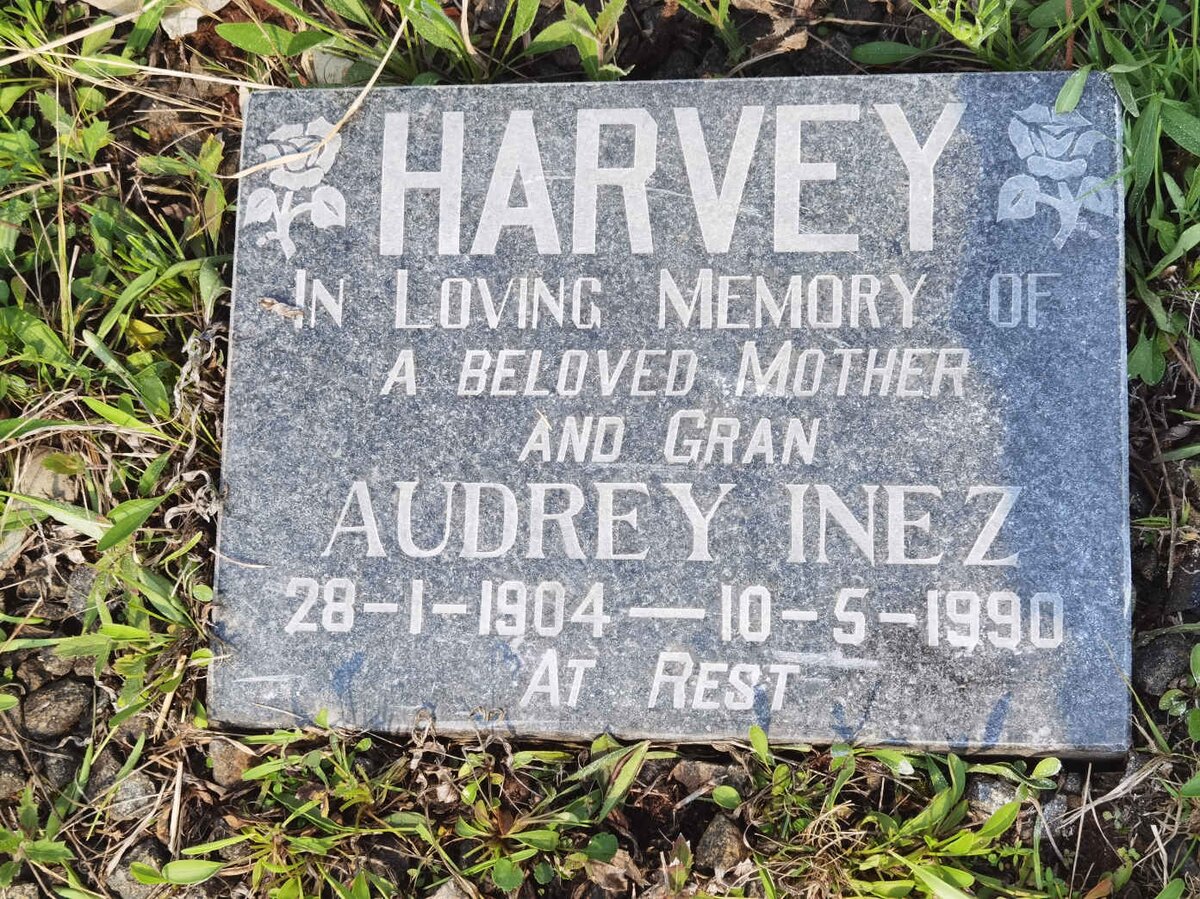 HARVEY
IN LOVING MEMORY OF
A BELOVED MOTHER
AND GRAN
AUDREY INEZ
28-1-1904 — 10-5-1990
AT REST